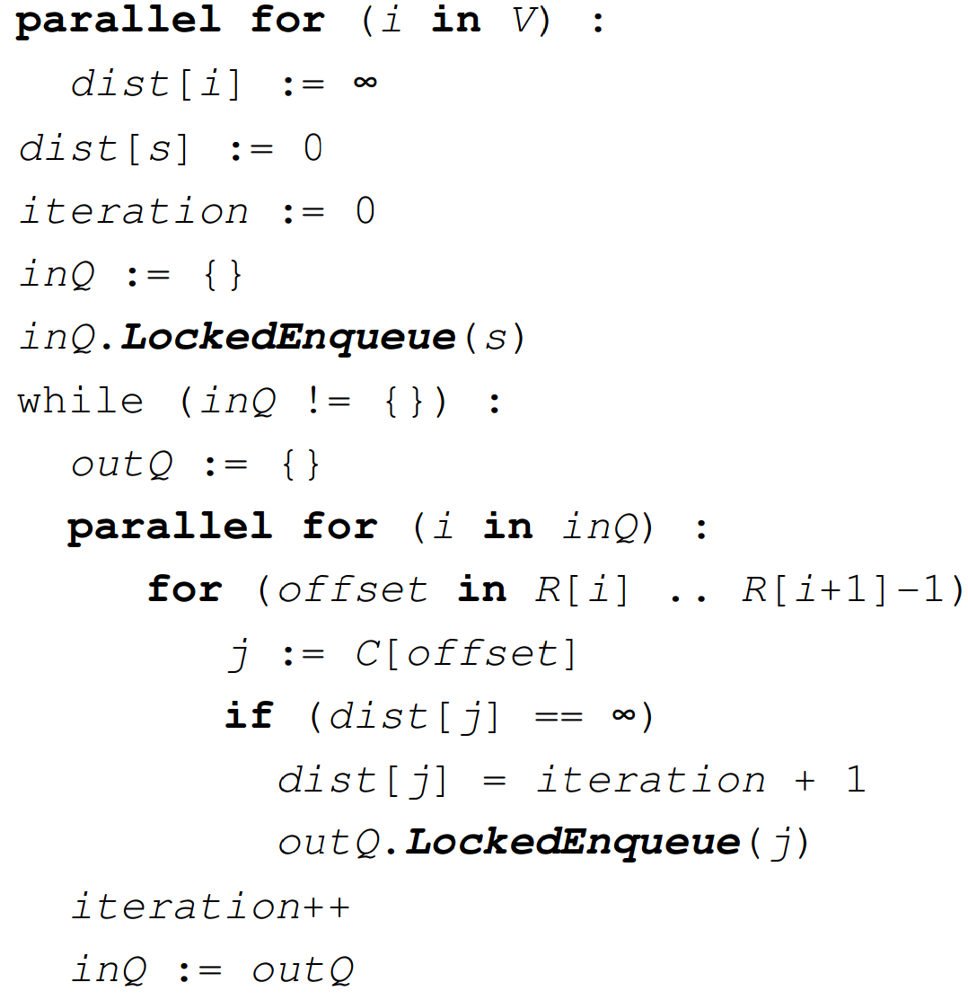 parallel for (i in V) :
dist[i] := ∞
dist[s] := 0
iteration := 0
inQ := {}
inQ.LockedEnqueue(s)
while (inQ != {}) :
outQ := {}
parallel for (i in inQ) :
for (offset in R[i] .. R[i+1]-1)
j := C[offset]
if (dist[j] == ∞)
dist[j] = iteration + 1
outQ.LockedEnqueue(j)
iteration++
inQ := outQ